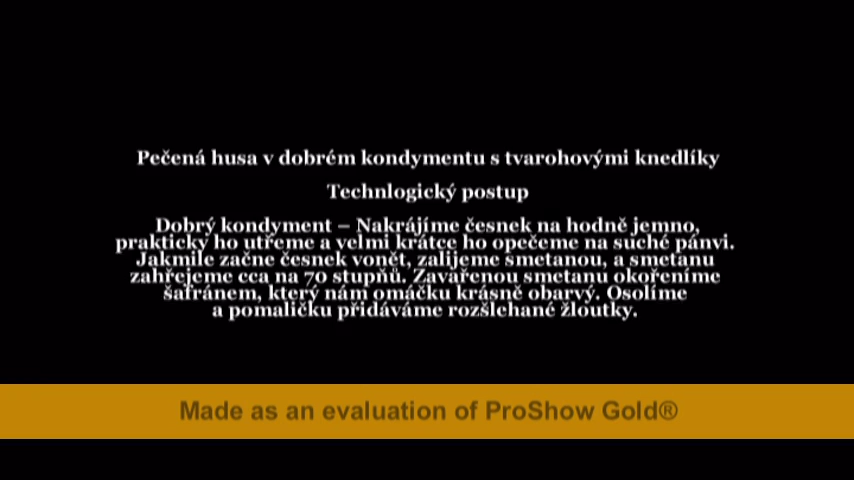 Pečená husa v dobrém kondymentu s tvarohovými knedlíky
Technlogický postup
Dobrý kondyment – Nakrájíme česnek na hodně jemno,
prakticky ho utřeme a velmi krátce ho opečeme na suché pánvi.
Jakmile začne česnek vonět, zalijeme smetanou, a smetanu
zahřejeme cca na 70 stupňů. Zavařenou smetanu okořeníme
šafránem, který nám omáčku krásně obarvý. Osolíme
a pomaličku přidáváme rozšlehané žloutky.
Made as an evaluation of ProShow Gold®